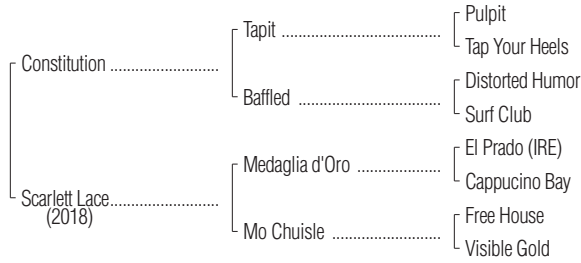 Pulpit
Tapit ........................................
Tap Your Heels
Constitution ...........................
Distorted Humor
Baffled ...................................
Surf Club
El Prado (IRE)
Medaglia d'Oro .....................
Cappucino Bay
Scarlett Lace...........................
(2018)
Free House
Mo Chuisle ...........................
Visible Gold